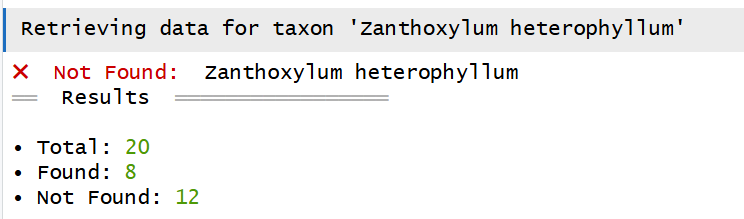 Retrieving data for taxon 'Zanthoxylum heterophyllum'
✖ Not Found: Zanthoxylum heterophyllum
══ Results ════════════════
• Total: 20
• Found: 8
• Not Found: 12